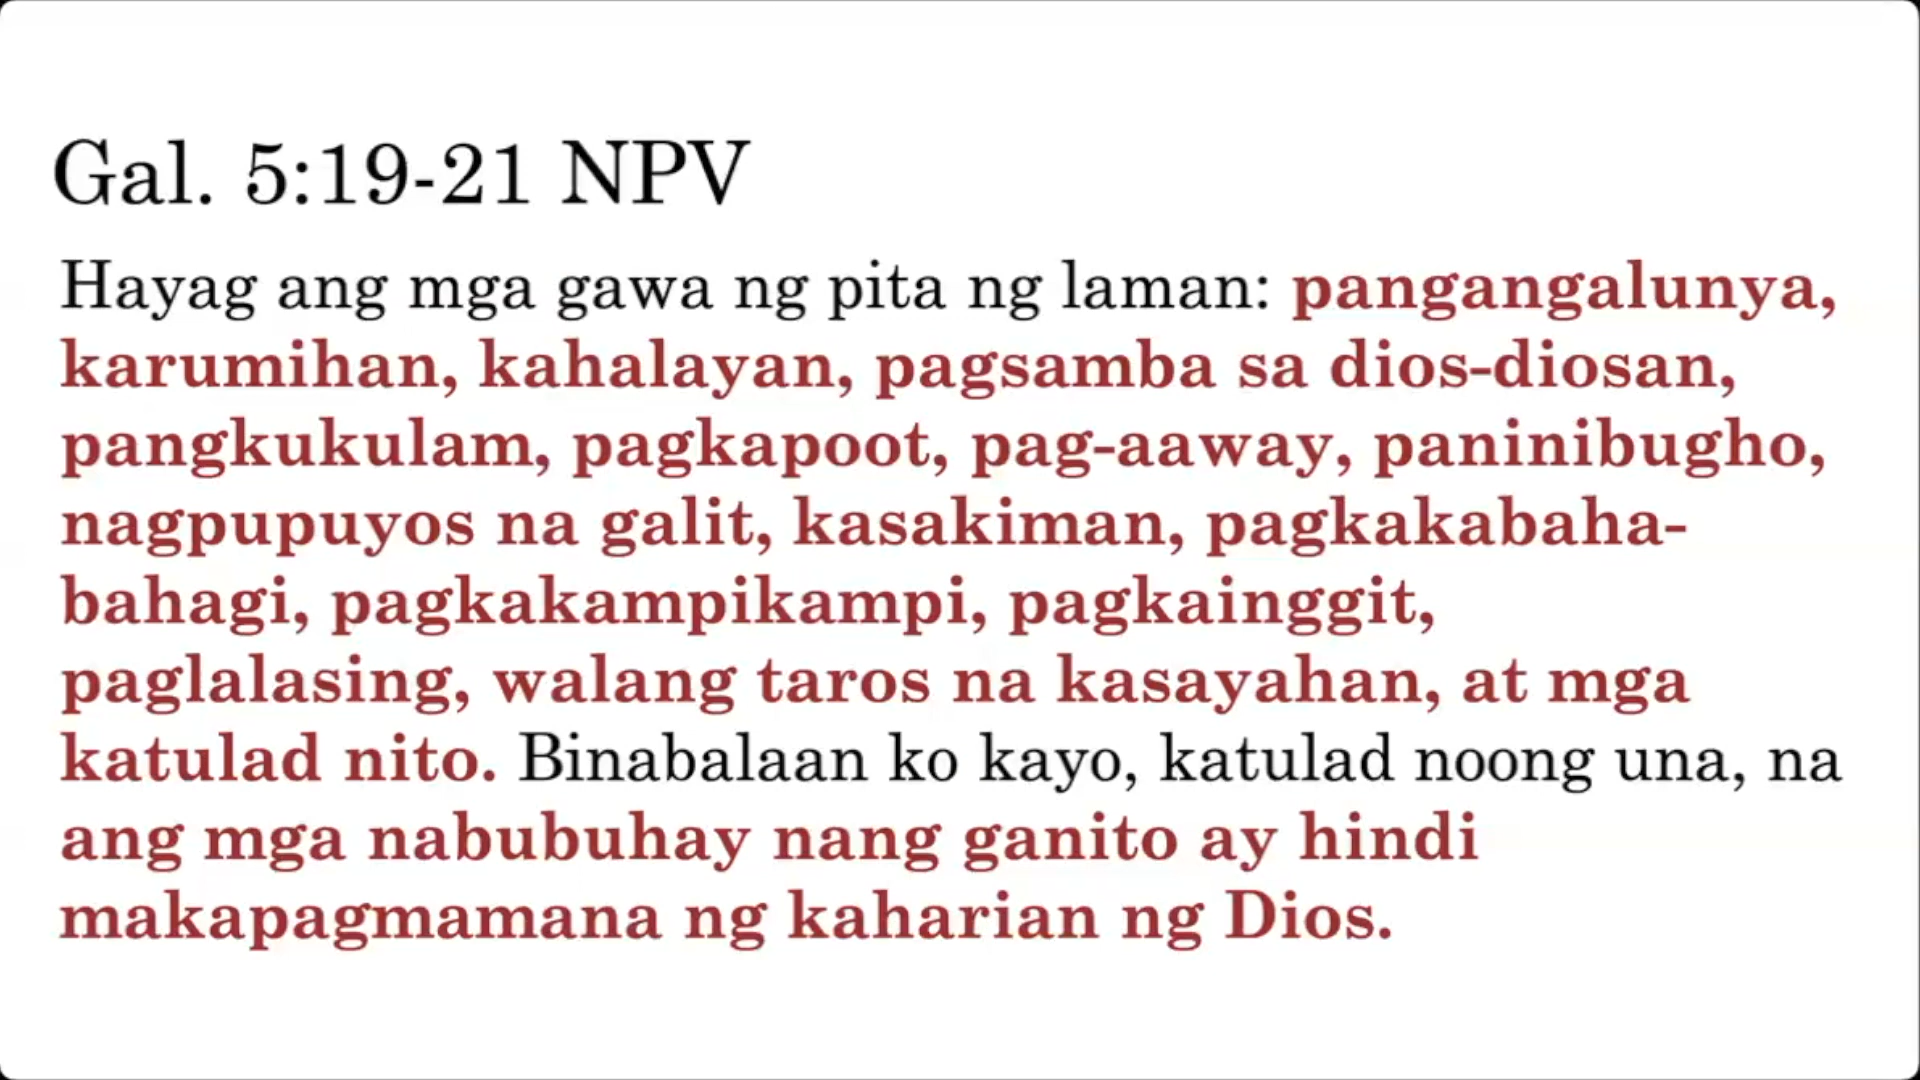 Gal. 5:19-21 NPV
Hayag ang mga gawa ng pita ng laman: pangangalunya,
karumihan, kahalayan, pagsamba sa dios-diosan,
pangkukulam, pagkapoot, pag-aaway, paninibugho,
nagpupuyos na galit, kasakiman, pagkakabaha-
bahagi, pagkakampikampi, pagkainggit,
paglalasing, walang taros na kasayahan, at mga
katulad nito. Binabalaan ko kayo, katulad noong una, na
ang mga nabubuhay nang ganito ay hindi
makapagmamana ng kaharian ng Dios.